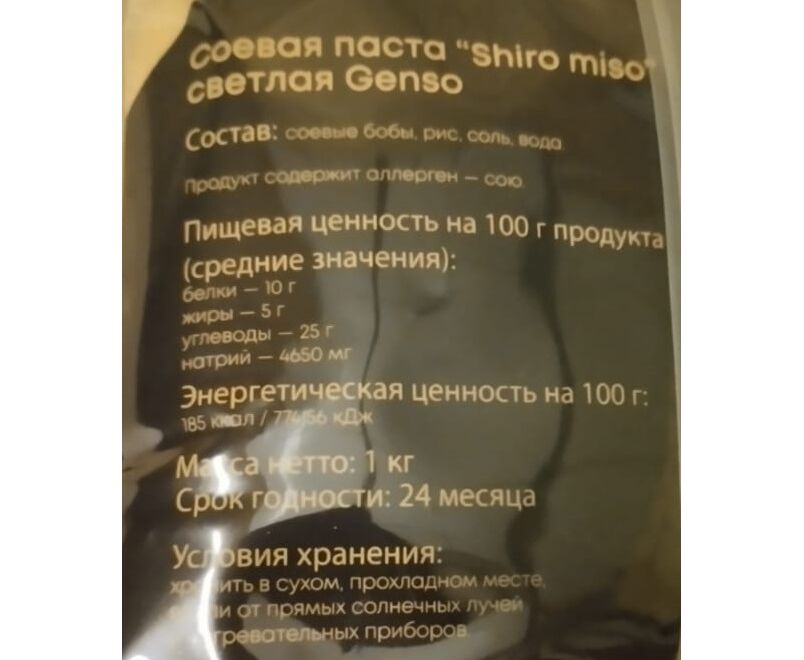 соевая паста "Shiro miso"
светлая Genso
Состав: соевые бобы, рис, соль, вода.
Продукт содержит аллерген – сою.
Пищевая ценность на 100 г продукта
(средние значения):
белки – 10 г
жиры – 5 г
углеводы – 25 г
натрий – 4650 мг
Энергетическая ценность на 100 г:
185 ккал / кДж
Масса нетто: 1 кг
Срок годности: 24 месяца
Условия хранения:
хранить в сухом, прохладном месте,
от прямых солнечных лучей
нагревательных приборов.